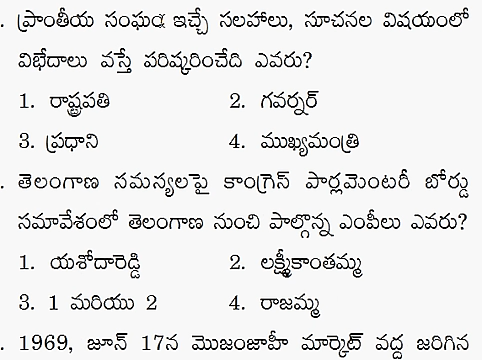 . ప్రాంతీయ సంఘం ఇచ్చే సలహాలు, సూచనల విషయంలో
విభేదాలు వస్తే పరిష్కరించేది ఎవరు?
1. రాష్ట్రపతి 2. గవర్నర్
3. ప్రధాని 4. ముఖ్యమంత్రి
. తెలంగాణ సమస్యలపై కాంగ్రెస్ పార్లమెంటరీ బోర్డు
సమావేశంలో తెలంగాణ నుంచి పాల్గొన్న ఎంపీలు ఎవరు?
1. యశోదారెడ్డి 2. లక్ష్మీకాంతమ్మ
3. 1 మరియు 2 4. రాజమ్మ
. 1969, జూన్ 17న మొజంజాహీ మార్కెట్ వద్ద జరిగిన